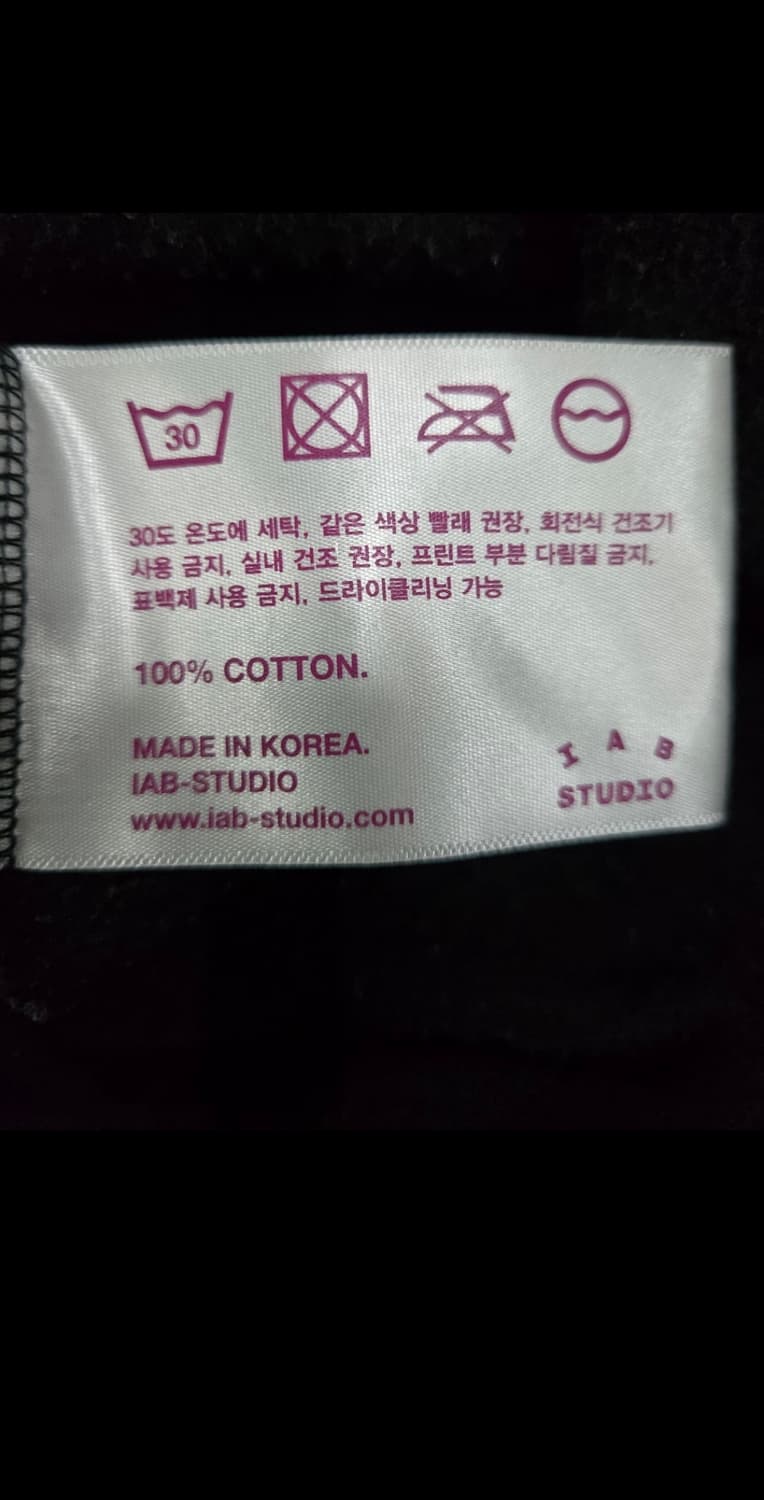 30
30도 온도에 세탁, 같은 색상 빨래 권장, 회전식 건조기
사용 금지, 실내 건조 권장, 프린트 부분 다림질 금지,
표백제 사용 금지, 드라이클리닝 가능
100% COTTON.
MADE IN KOREA.
IAB-STUDIO
www.iab-studio.com
I A B
STUDIO